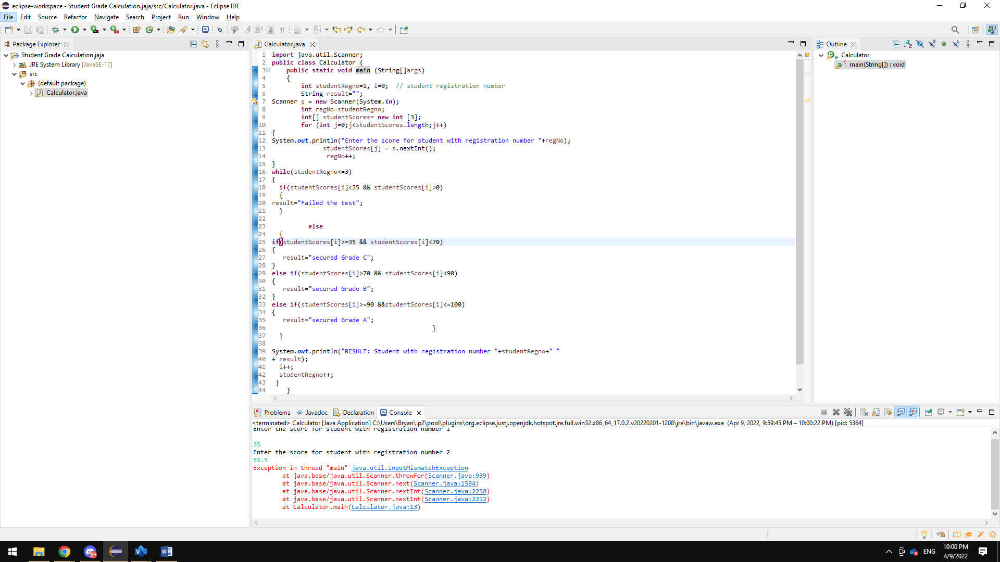 eclipse-workspace - Student Grade Calculation.jaja/src/Calculator.java - Eclipse IDE
File Edit Source Refactor Navigate Search Project Run Window Help
Package Explorer
Student Grade Calculation.jaja
JRE System Library [JavaSE-17]
src
(default package)
Calculator.java
Calculator.java
1 import java.util.Scanner;
2 public class Calculator {
3 public static void main (String[]args)
4 {
5 int studentRegno=1, i=0; // student registration number
6 String result="";
7 Scanner s = new Scanner(System.in);
8 int regNo=studentRegno;
9 int[] studentScores= new int [3];
10 for (int j=0;j<studentScores.length;j++)
11 {
12 System.out.println("Enter the score for student with registration number "+regNo);
13 studentScores[j] = s.nextInt();
14 regNo++;
15 }
16 while(studentRegno<=3)
17 {
18 if(studentScores[i]<35 && studentScores[i]>0)
19 {
20 result="Failed the test";
21 }
22
23 else
24 {
25 if(studentScores[i]>=35 && studentScores[i]<70)
26 {
27 result="secured Grade C";
28 }
29 else if(studentScores[i]>70 && studentScores[i]<90)
30 {
31 result="secured Grade B";
32 }
33 else if(studentScores[i]>=90 &&studentScores[i]<=100)
34 {
35 result="secured Grade A";
36 }
37 }
38
39 System.out.println("RESULT: Student with registration number "+studentRegno+" "
40 + result);
41 i++;
42 studentRegno++;
43 }
44 }
Outline
Calculator
main(String[]) : void
Problems @ Javadoc Declaration Console
<terminated> Calculator [Java Application] C:\Users\Bryan\.p2\pool\plugins\org.eclipse.justj.openjdk.hotspot.jre.full.win32.x86_64_17.0.2.v20220201-1208\jre\bin\javaw.exe (Apr 9, 2022, 9:59:45 PM – 10:00:22 PM) [pid: 5364]
Enter the score for student with registration number 1
35
Enter the score for student with registration number 2
55.5
Exception in thread "main" java.util.InputMismatchException
at java.base/java.util.Scanner.throwFor(Scanner.java:939)
at java.base/java.util.Scanner.next(Scanner.java:1594)
at java.base/java.util.Scanner.nextInt(Scanner.java:2258)
at java.base/java.util.Scanner.nextInt(Scanner.java:2212)
at Calculator.main(Calculator.java:13)
9+
ENG
10:00 PM
4/9/2022